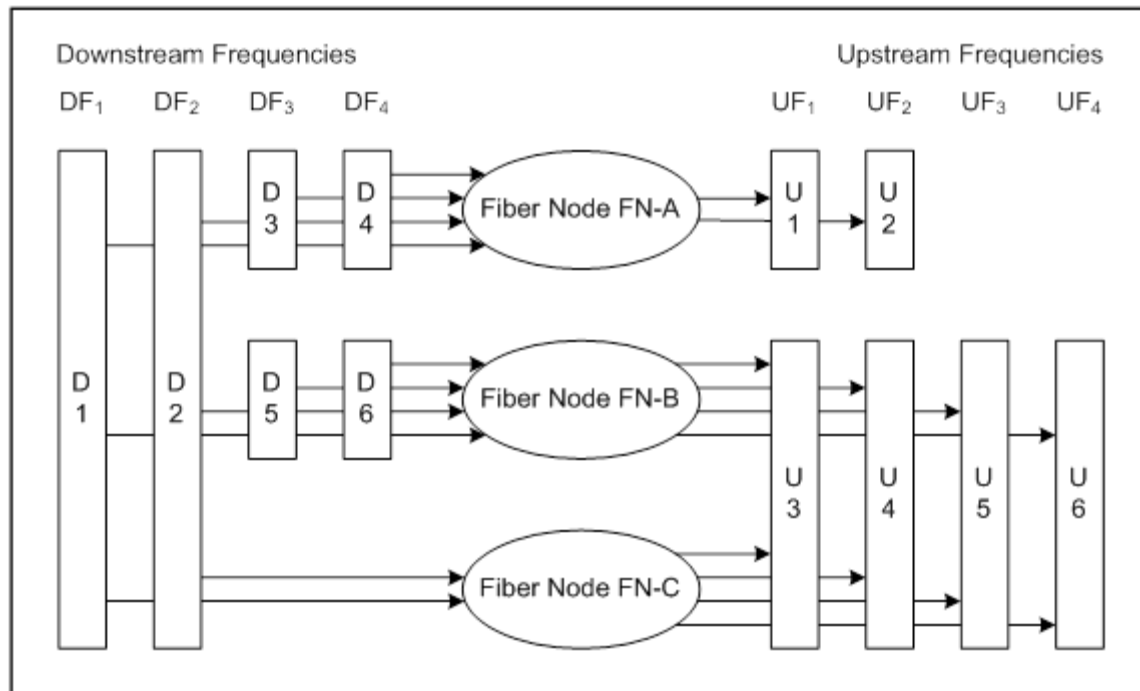 Downstream Frequencies Upstream Frequencies
DF₁ DF₂ DF₃ DF₄ UF₁ UF₂ UF₃ UF₄
D 3 D 4 Fiber Node FN-A U 1 U 2
D 1 D 2 D 5 D 6 Fiber Node FN-B
U 3 U 4 U 5 U 6
Fiber Node FN-C